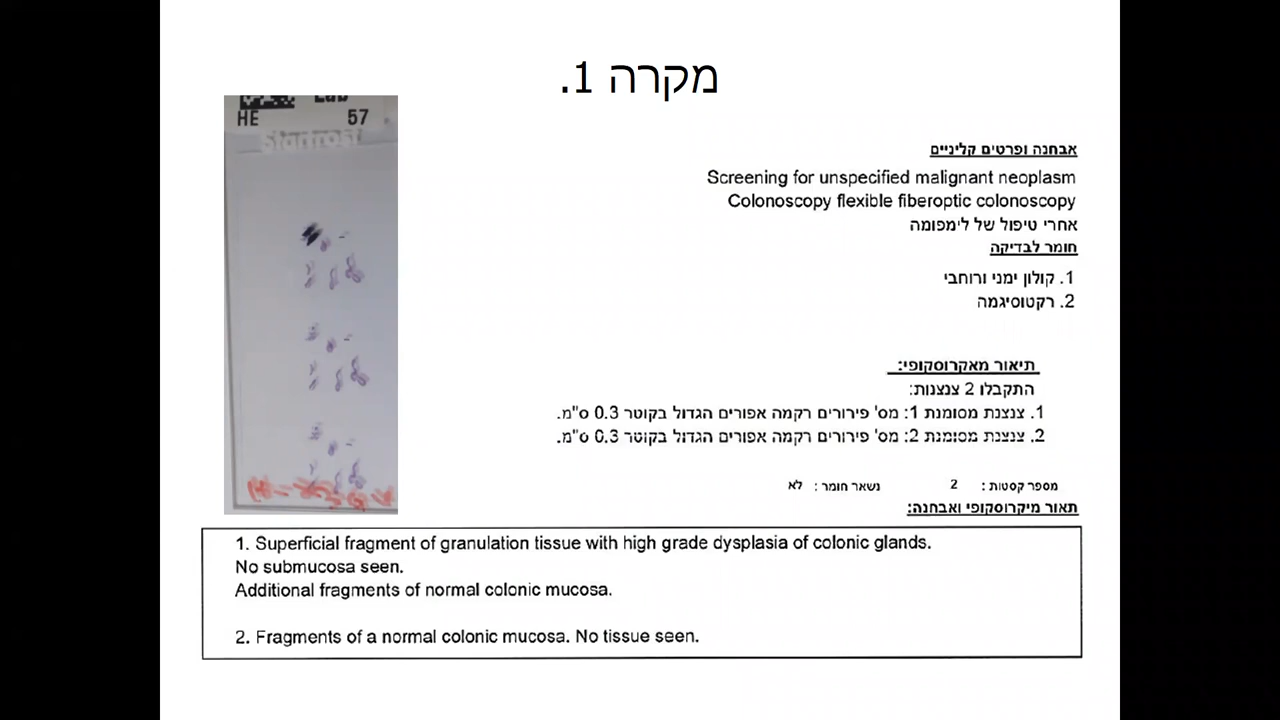 מקרה 1.
HE 57
Starfrost
אבחנה ופרטים קליניים
Screening for unspecified malignant neoplasm
Colonoscopy flexible fiberoptic colonoscopy
אחרי טיפול של לימפומה
חומר לבדיקה
1. קולון ימני ורוחבי
2. רקטוסיגמה
תיאור מאקרוסקופי:
התקבלו 2 צנצנות:
1. צנצנת מסומנת 1: מס' פירורים רקמה אפורים הגדול בקוטר 0.3 ס"מ.
2. צנצנת מסומנת 2: מס' פירורים רקמה אפורים הגדול בקוטר 0.3 ס"מ.
מספר קסטות : 2 נשאר חומר : לא
תאור מיקרוסקופי ואבחנה:
1. Superficial fragment of granulation tissue with high grade dysplasia of colonic glands.
No submucosa seen.
Additional fragments of normal colonic mucosa.
2. Fragments of a normal colonic mucosa. No tissue seen.